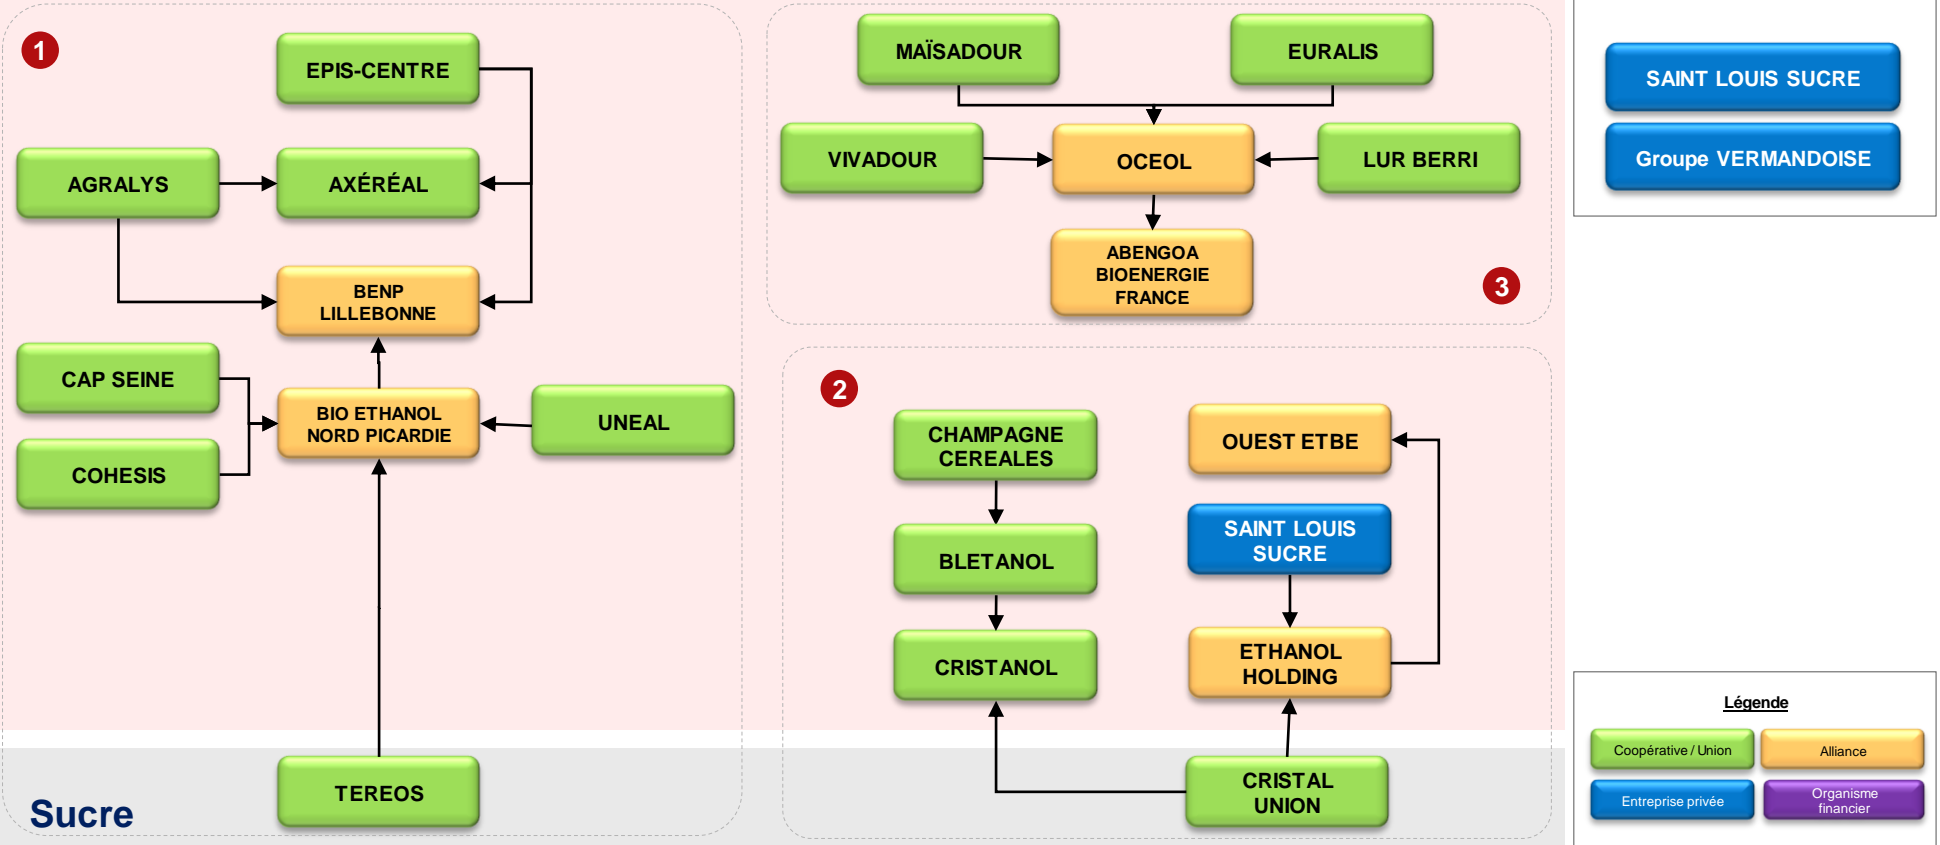 1
EPIS-CENTRE
AGRALYS
AXÉRÉAL
BENP
LILLEBONNE
CAP SEINE
BIO ETHANOL
NORD PICARDIE
UNEAL
COHESIS
TEREOS
Sucre
MAÏSADOUR
EURALIS
VIVADOUR
OCEOL
LUR BERRI
ABENGOA
BIOENERGIE
FRANCE
3
2
CHAMPAGNE
CEREALES
OUEST ETBE
BLETANOL
SAINT LOUIS
SUCRE
CRISTANOL
ETHANOL
HOLDING
CRISTAL
UNION
SAINT LOUIS SUCRE
Groupe VERMANDOISE
Légende
Coopérative / Union
Alliance
Entreprise privée
Organisme
financier